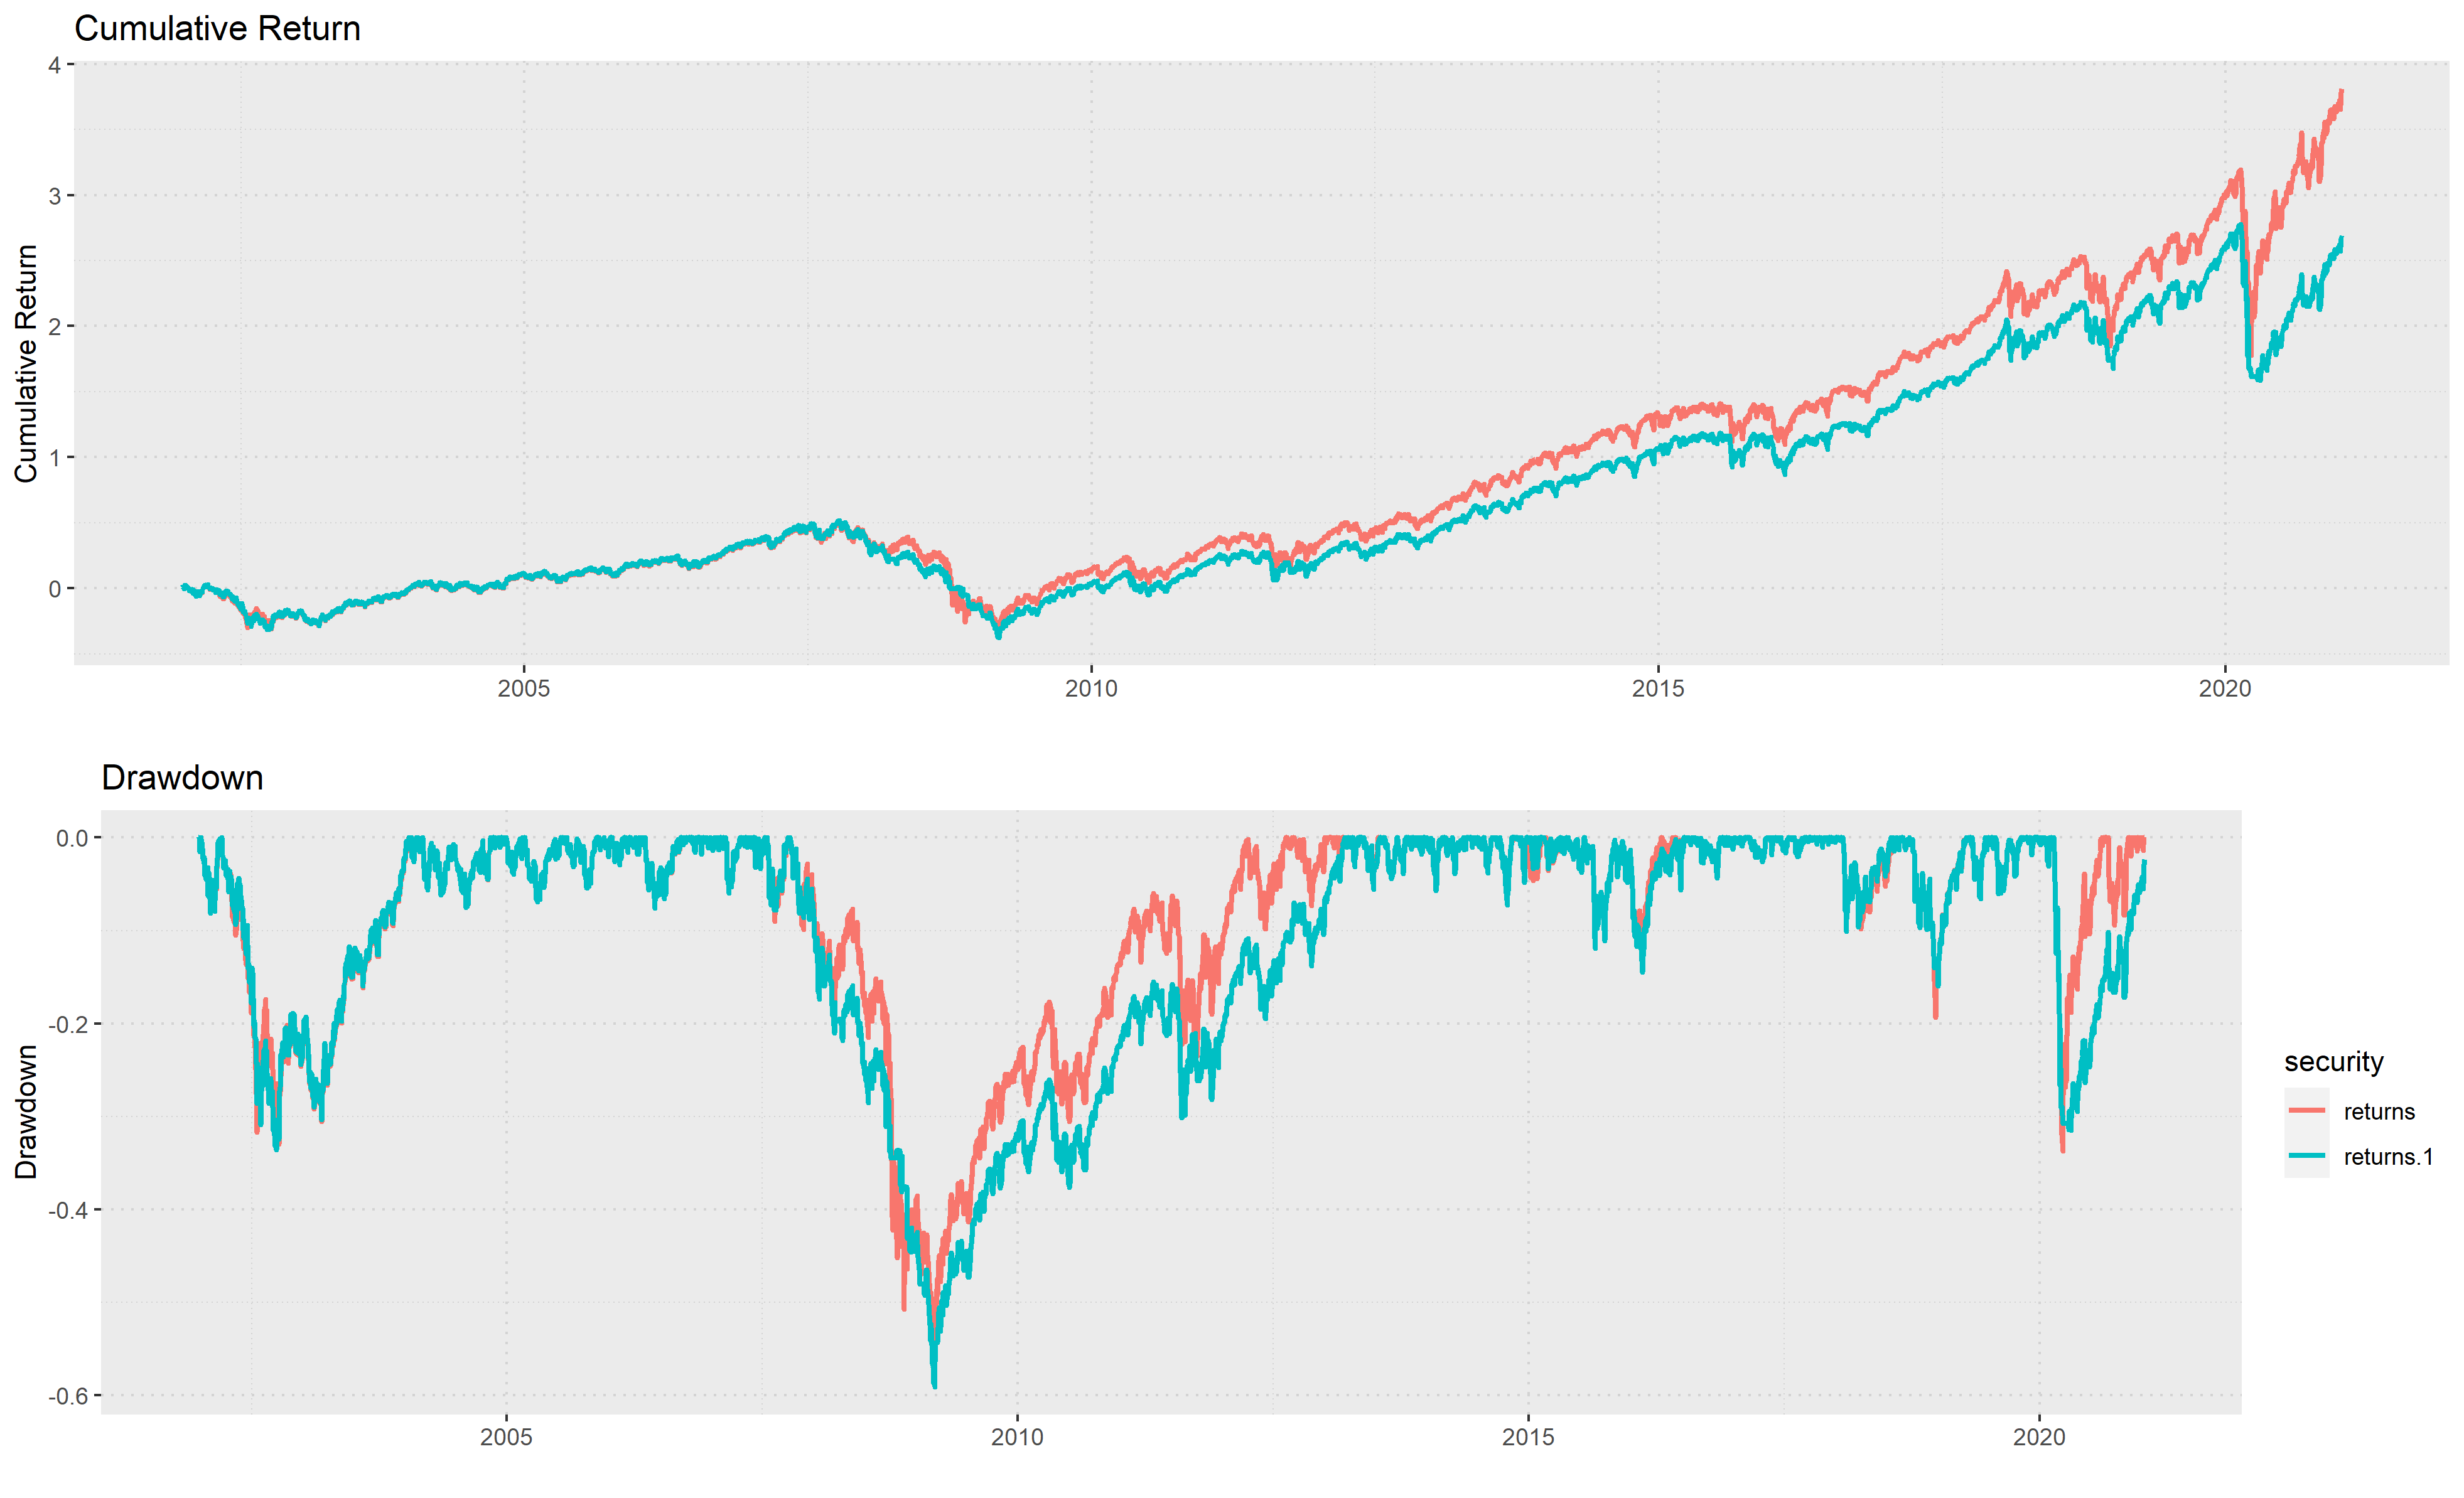 Cumulative Return
Cumulative Return
4
3
2
1
0
2005 2010 2015 2020
Drawdown
Drawdown
0.0
-0.2
-0.4
-0.6
2005 2010 2015 2020
security
returns
returns.1